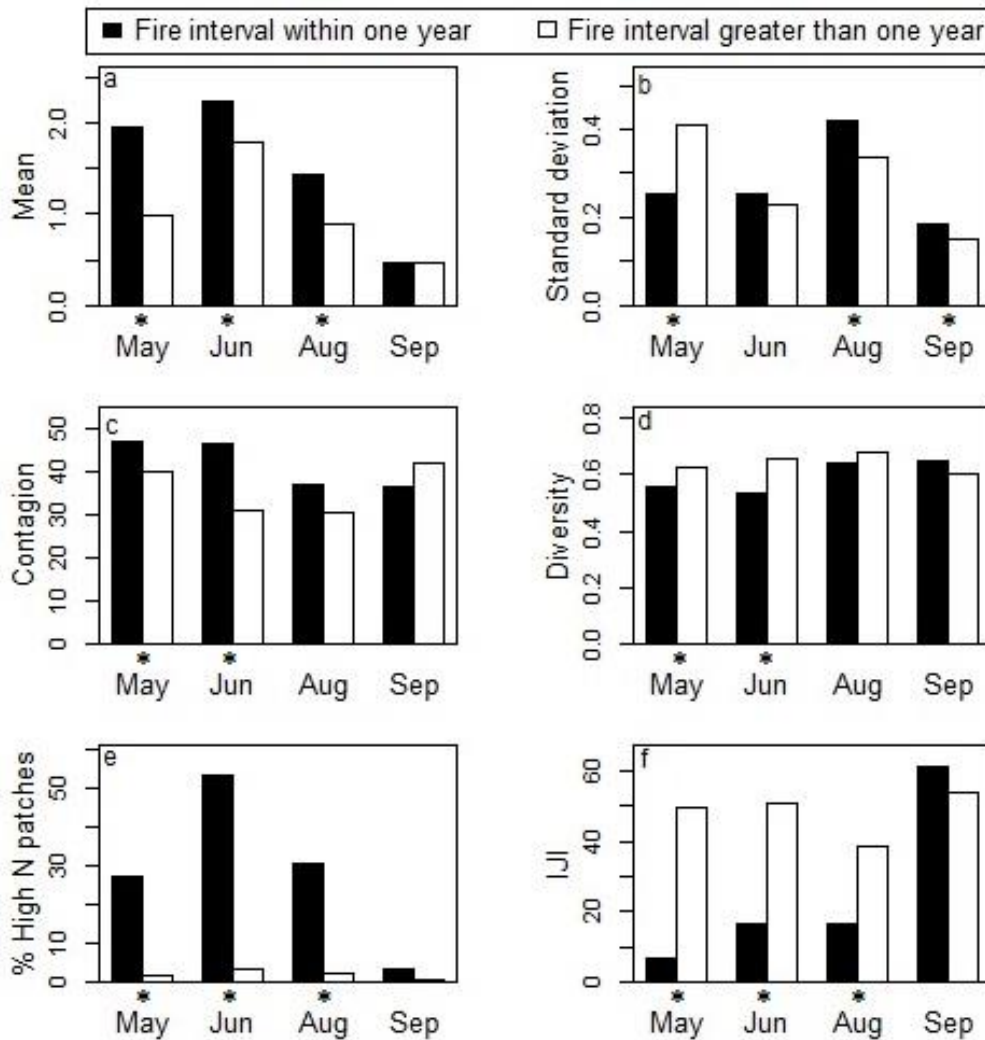 Fire interval within one year Fire interval greater than one year
a
Mean
0.0 1.0 2.0
* * *
May Jun Aug Sep
b
Standard deviation
0.0 0.2 0.4
* * *
May Jun Aug Sep
c
Contagion
0 10 20 30 40 50
* *
May Jun Aug Sep
d
Diversity
0.0 0.2 0.4 0.6 0.8
* *
May Jun Aug Sep
e
% High N patches
0 10 30 50
* * *
May Jun Aug Sep
f
IJI
0 20 40 60
* * *
May Jun Aug Sep